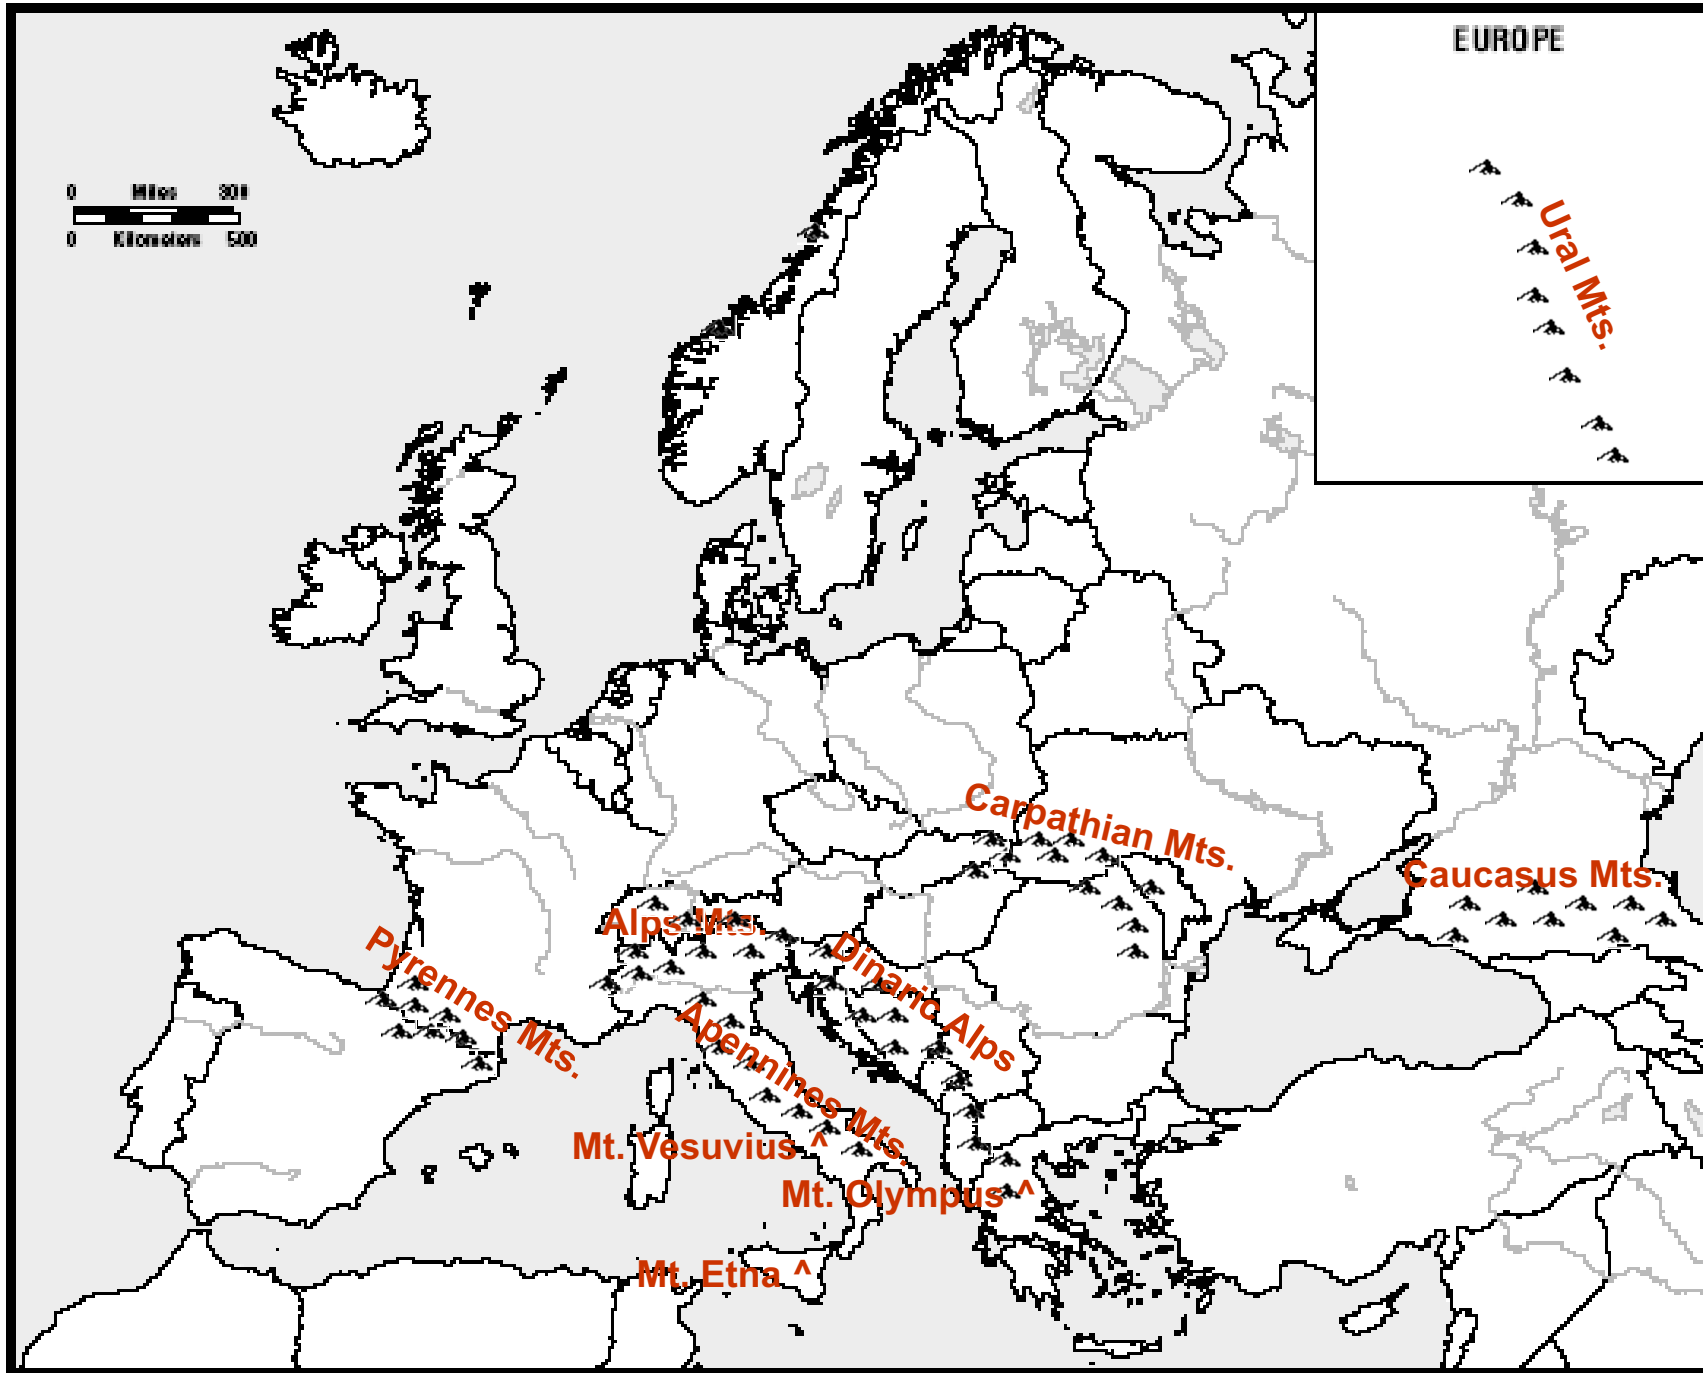 EUROPE
0 Miles 300
0 Kilometers 500
Ural Mts.
Carpathian Mts.
Caucasus Mts.
Alps Mts.
Pyrennes Mts.
Dinaric Alps
Apennines Mts.
Mt. Vesuvius ^
Mt. Olympus ^
Mt. Etna ^